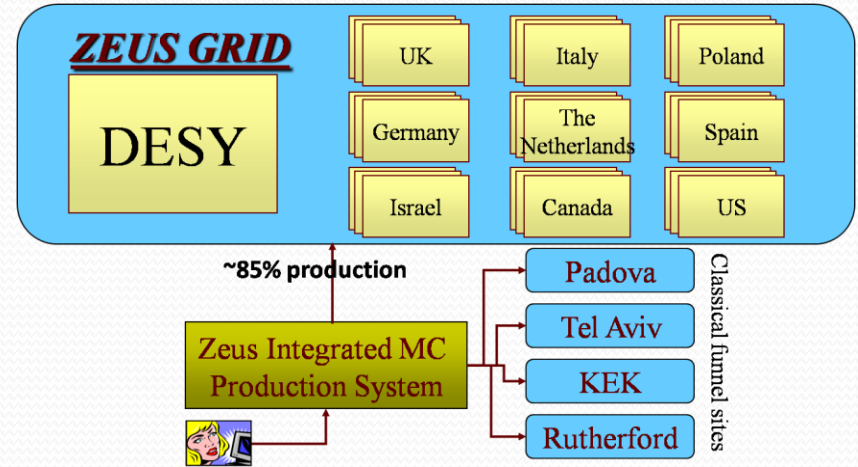 ZEUS GRID
DESY
UK
Italy
Poland
Germany
The
Netherlands
Spain
Israel
Canada
US
~85% production
Zeus Integrated MC
Production System
Padova
Tel Aviv
KEK
Rutherford
Classical funnel sites